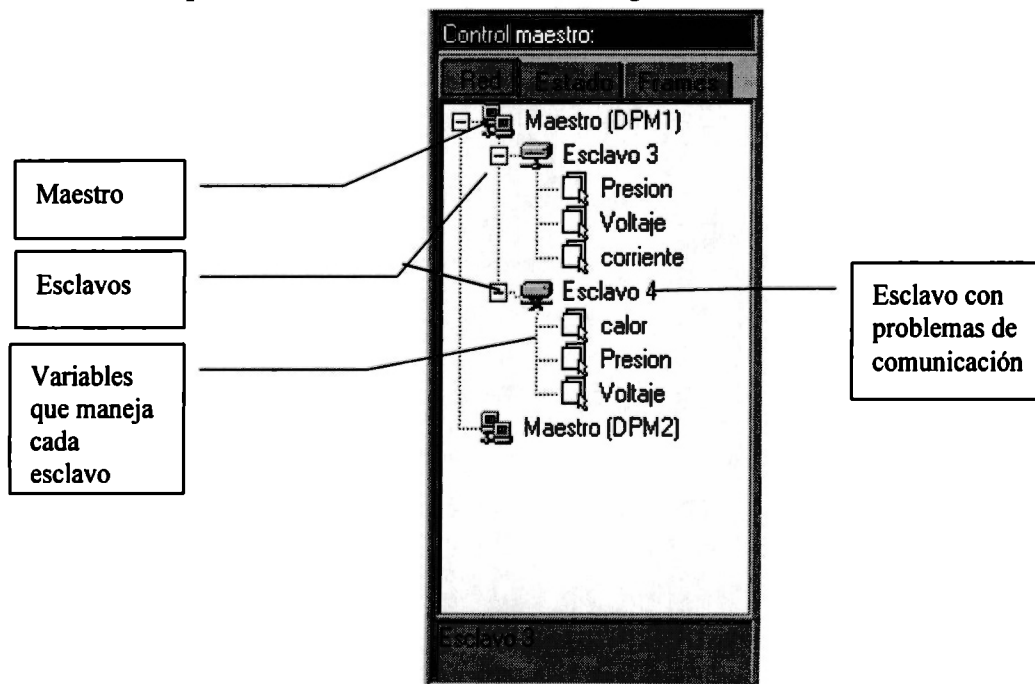 Control maestro:
Red Estado Frames
Maestro (DPM1)
Esclavo 3
Presion
Voltaje
corriente
Esclavo 4
calor
Presion
Voltaje
Maestro (DPM2)
Esclavo 3
Maestro
Esclavos
Variables
que maneja
cada
esclavo
Esclavo con
problemas de
comunicación